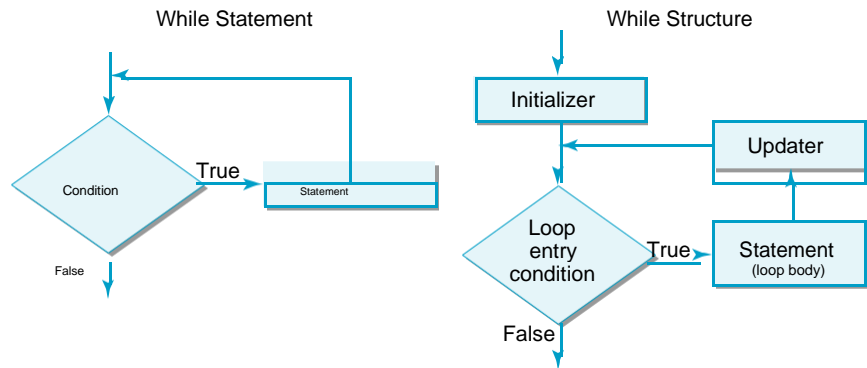 While Statement
Condition
True
Statement
False
While Structure
Initializer
Updater
Loop
entry
condition
True
Statement
(loop body)
False